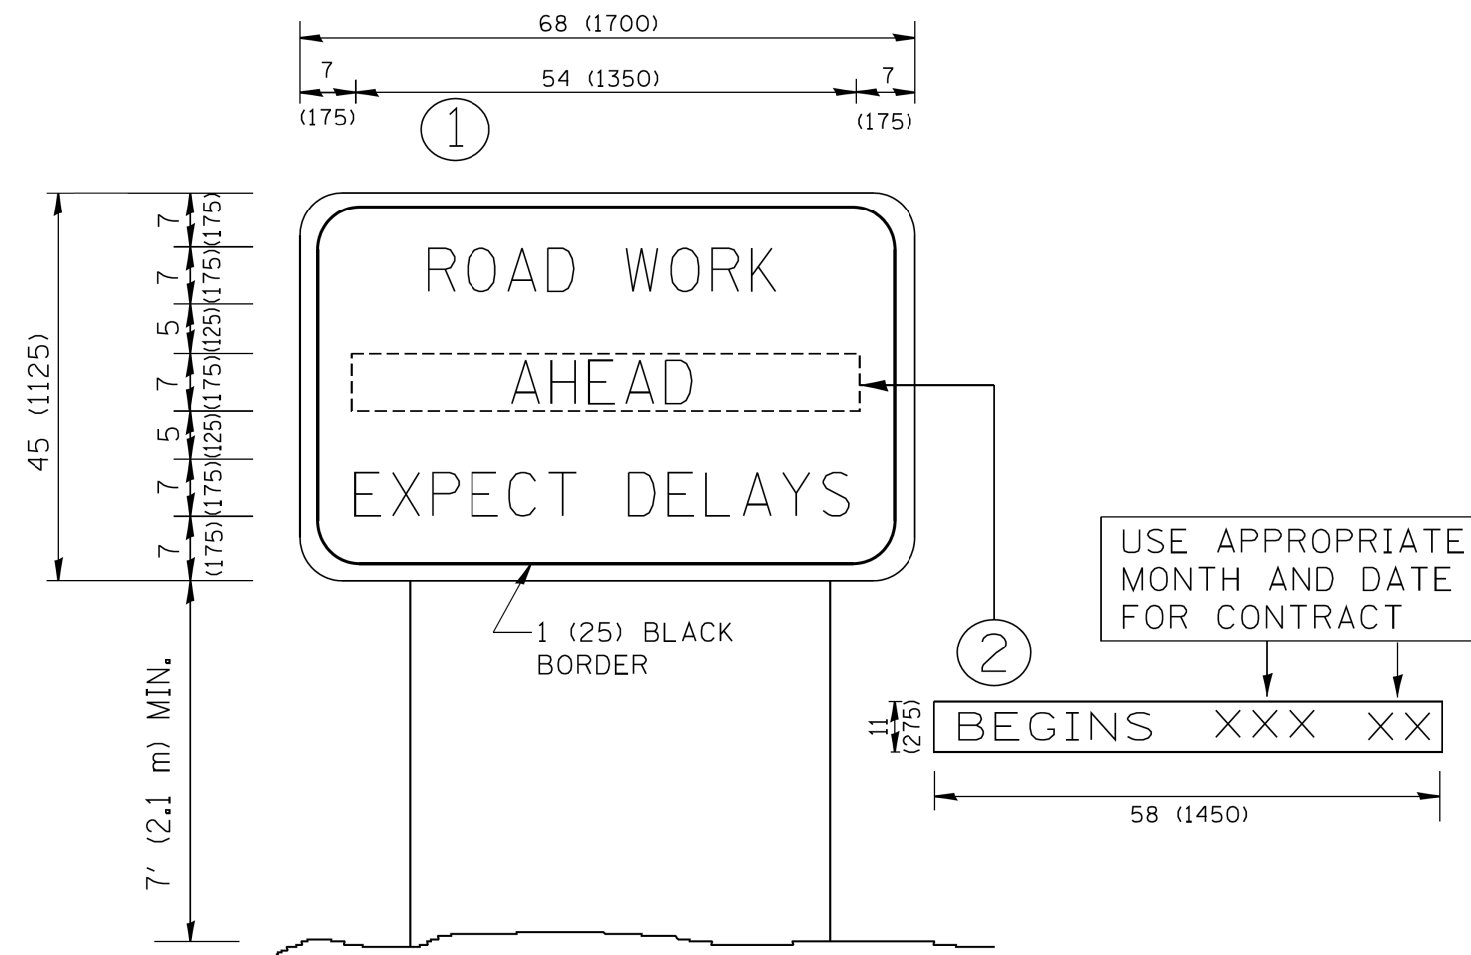 68 (1700)
7
54 (1350)
7
(175)
(175)
1
7
(175)
7
(175)
5
(125)
7
(175)
5
(125)
7
(175)
7
(175)
45 (1125)
ROAD WORK
AHEAD
EXPECT DELAYS
1 (25) BLACK
BORDER
7' (2.1 m) MIN.
2
USE APPROPRIATE
MONTH AND DATE
FOR CONTRACT
11
(275)
BEGINS XXX XX
58 (1450)